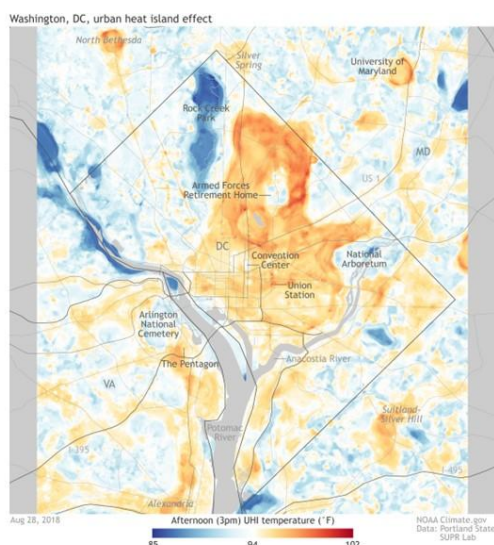 Washington, DC, urban heat island effect
North Bethesda
Silver
Spring
University of
Maryland
Rock Creek
Park
MD
US 1
Armed Forces
Retirement Home
DC
Convention
Center
National
Arboretum
Union
Station
Arlington
National
Cemetery
Anacostia River
The Pentagon
VA
Suitland-
Silver Hill
Potomac
River
I-395
I-495
Alexandria
Aug 28, 2018
Afternoon (3pm) UHI temperature (°F)
NOAA Climate.gov
Data: Portland State
SUPR Lab
85 94 102